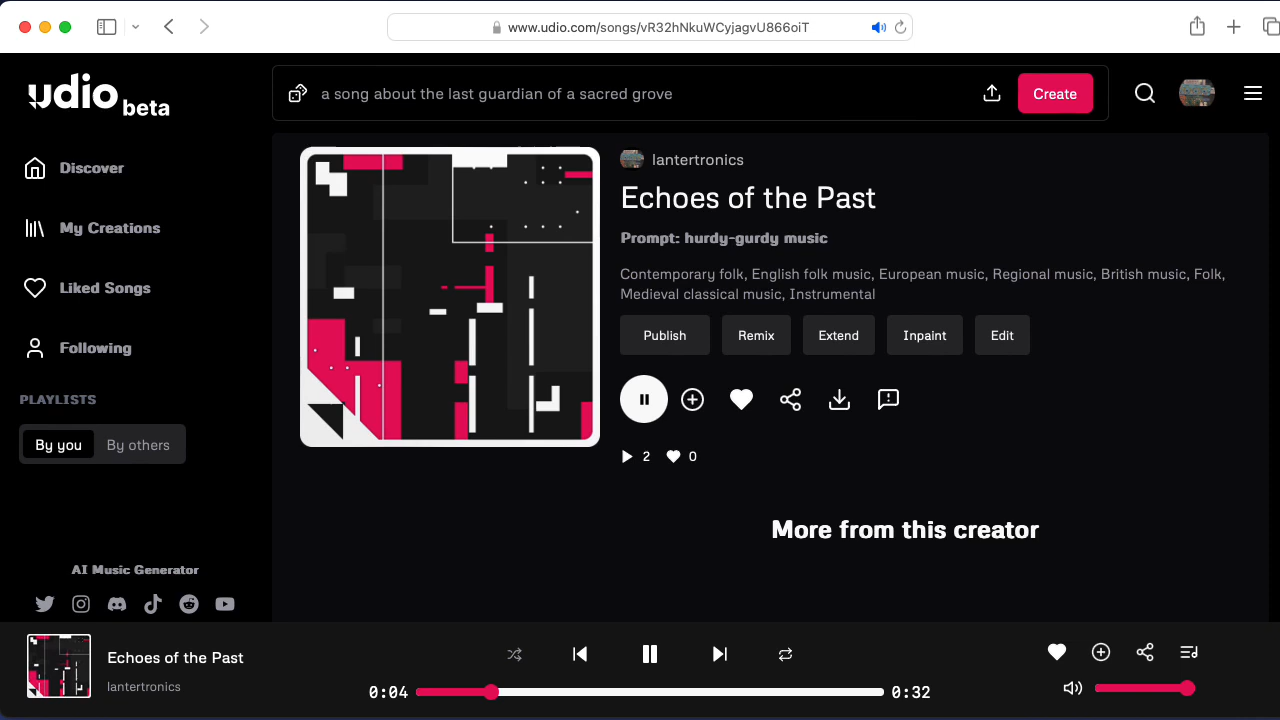 www.udio.com/songs/vR32hNkuWCyjagvU866oiT
udio beta
a song about the last guardian of a sacred grove
Create
Discover
My Creations
Liked Songs
Following
PLAYLISTS
By you By others
AI Music Generator
lantertronics
Echoes of the Past
Prompt: hurdy-gurdy music
Contemporary folk, English folk music, European music, Regional music, British music, Folk,
Medieval classical music, Instrumental
Publish Remix Extend Inpaint Edit
2 0
More from this creator
Echoes of the Past
lantertronics
0:04 0:32